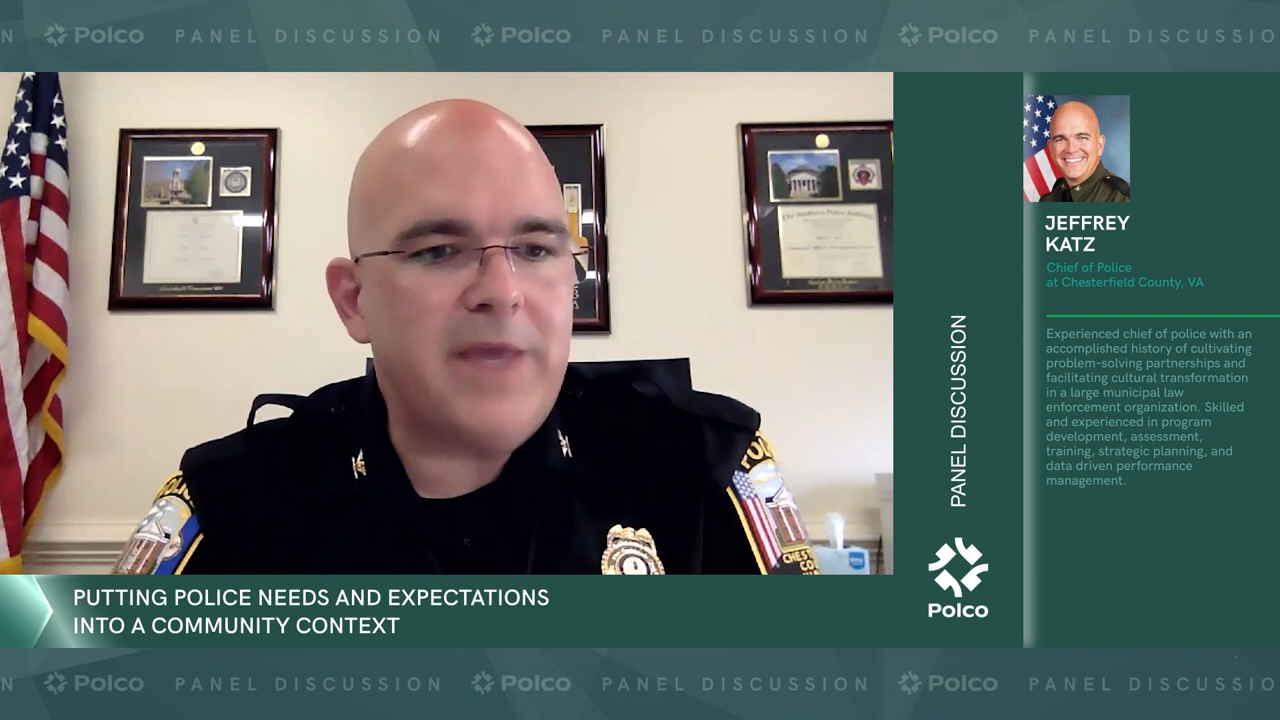 N Polco PANEL DISCUSSION Polco PANEL DISCUSSION Polco PANEL DISCUSSIO
JEFFREY
KATZ
Chief of Police
at Chesterfield County, VA
Experienced chief of police with an
accomplished history of cultivating
problem-solving partnerships and
facilitating cultural transformation
in a large municipal law
enforcement organization. Skilled
and experienced in program
development, assessment,
training, strategic planning, and
data driven performance
management.
PANEL DISCUSSION
Polco
PUTTING POLICE NEEDS AND EXPECTATIONS
INTO A COMMUNITY CONTEXT
N Polco PANEL DISCUSSION Polco PANEL DISCUSSION Polco PANEL DISCUSSIO